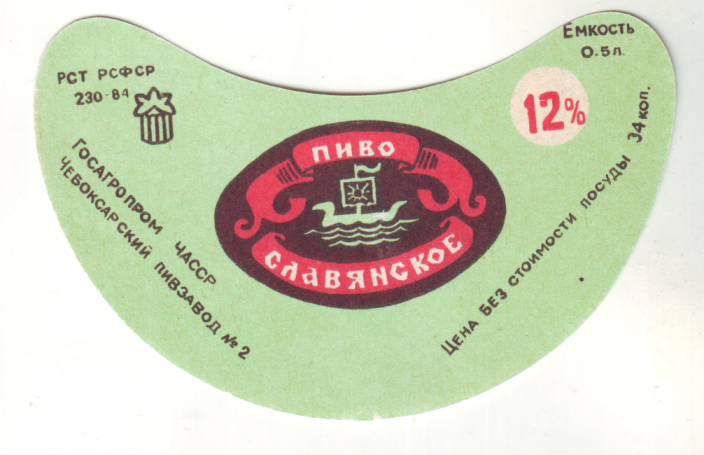 РСТ РСФСР
230-84
ГОСАГРОПРОМ ЧАССР
ЧЕБОКСАРСКИЙ ПИВЗАВОД № 2
ПИВО
СЛАВЯНСКОЕ
ЕМКОСТЬ
0.5 л.
12%
ЦЕНА БЕЗ СТОИМОСТИ ПОСУДЫ 34 коп.